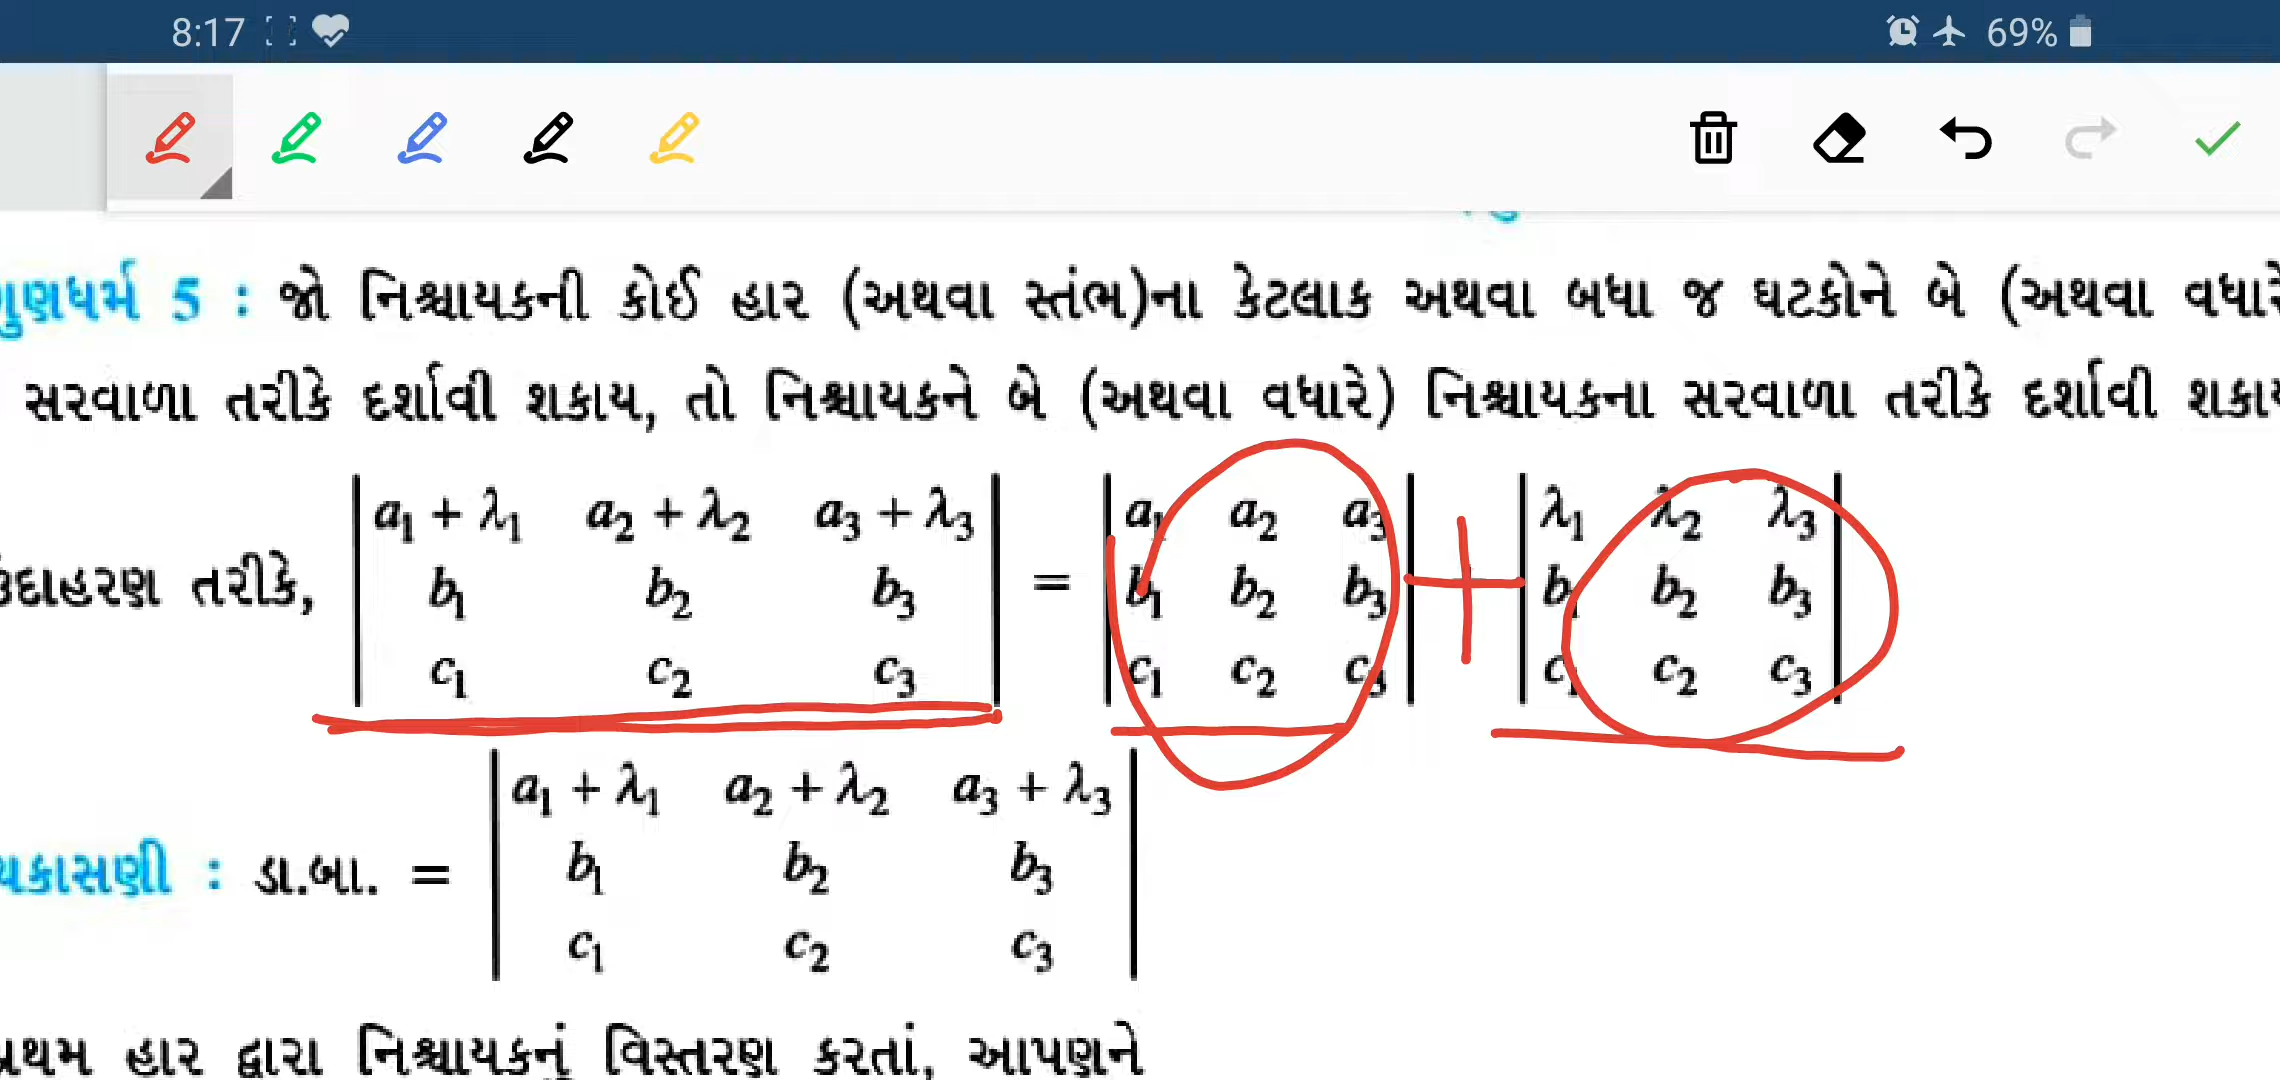 8:17 69%
ગુણધર્મ 5 : જો નિશ્ચાયકની કોઈ હાર (અથવા સ્તંભ)ના કેટલાક અથવા બધા જ ઘટકોને બે (અથવા વધારે
સરવાળા તરીકે દર્શાવી શકાય, તો નિશ્ચાયકને બે (અથવા વધારે) નિશ્ચાયકના સરવાળા તરીકે દર્શાવી શકાય
a₁ + λ₁ a₂ + λ₂ a₃ + λ₃ a₁ a₂ a₃ λ₁ λ₂ λ₃
ઉદાહરણ તરીકે, b₁ b₂ b₃ = b₁ b₂ b₃ + b₁ b₂ b₃
c₁ c₂ c₃ c₁ c₂ c₃ c₁ c₂ c₃
a₁ + λ₁ a₂ + λ₂ a₃ + λ₃
ચકાસણી : ડા.બા. = b₁ b₂ b₃
c₁ c₂ c₃
પ્રથમ હાર દ્વારા નિશ્ચાયકનું વિસ્તરણ કરતાં, આપણને